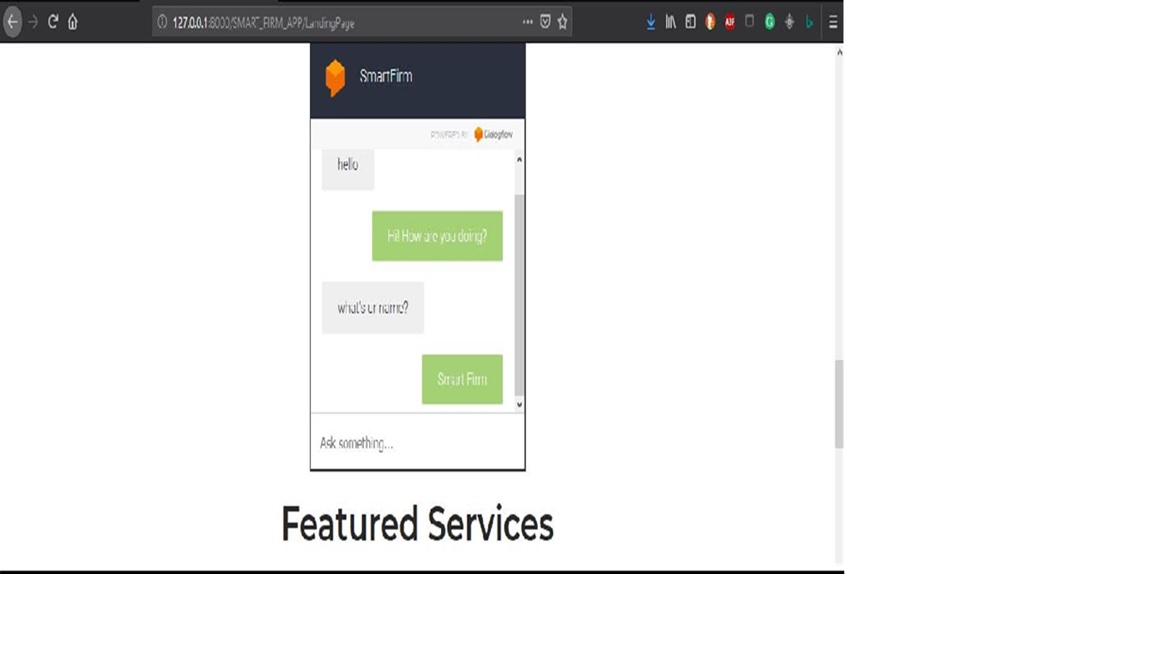 127.0.0.1:8000/SMART_FIRM_APP/LandingPage
SmartFirm
POWERED BY Dialogflow
hello
Hi! How are you doing?
what's ur name?
Smart Firm
Ask something...
Featured Services